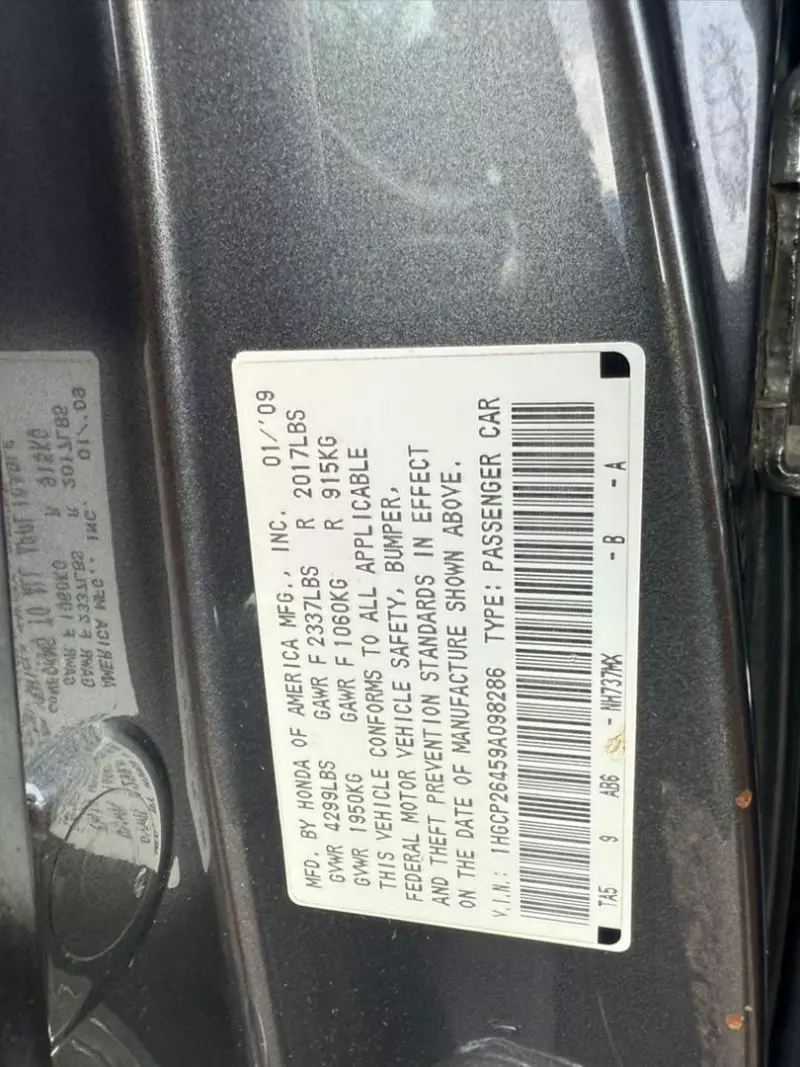 MFD. BY HONDA OF AMERICA MFG., INC. 01/'09
GVWR 4299LBS GAWR F 2337LBS R 2017LBS
GVWR 1950KG GAWR F 1060KG R 915KG
THIS VEHICLE CONFORMS TO ALL APPLICABLE
FEDERAL MOTOR VEHICLE SAFETY, BUMPER,
AND THEFT PREVENTION STANDARDS IN EFFECT
ON THE DATE OF MANUFACTURE SHOWN ABOVE.
V.I.N.: 1HGCP26459A098286 TYPE: PASSENGER CAR
TA5 9 AB6 - NH737MX - B - A